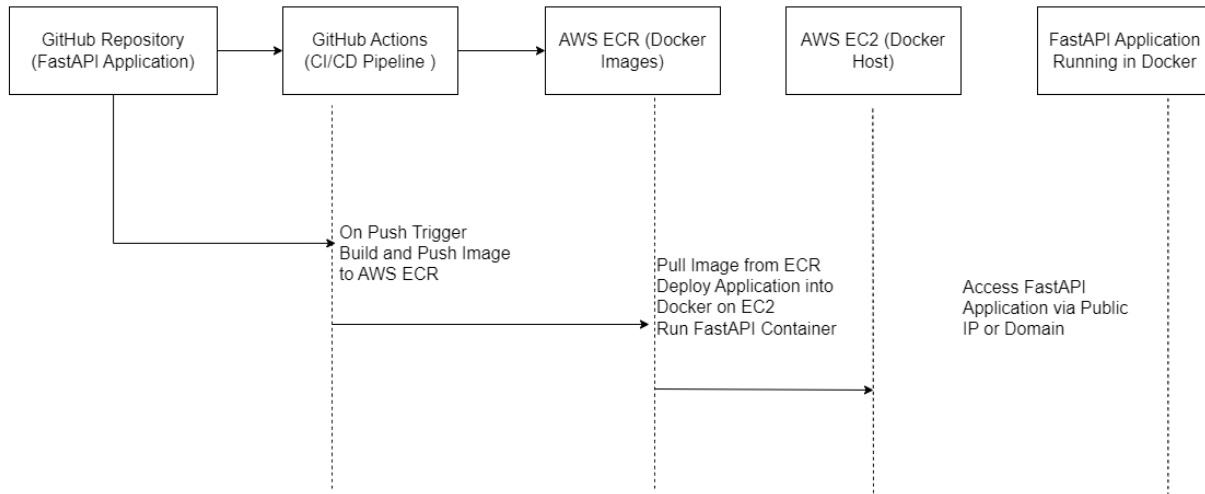 GitHub Repository
(FastAPI Application)
GitHub Actions
(CI/CD Pipeline )
AWS ECR (Docker
Images)
AWS EC2 (Docker
Host)
FastAPI Application
Running in Docker
On Push Trigger
Build and Push Image
to AWS ECR
Pull Image from ECR
Deploy Application into
Docker on EC2
Run FastAPI Container
Access FastAPI
Application via Public
IP or Domain